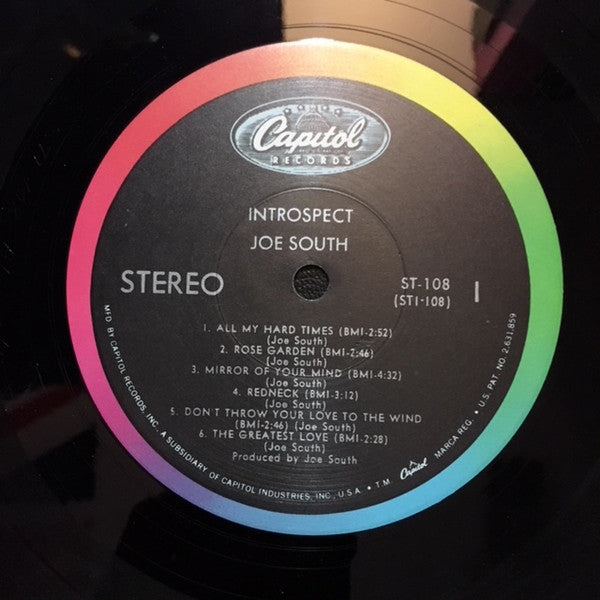 Capitol
RECORDS
INTROSPECT
JOE SOUTH
STEREO
ST-108
(ST1-108)
1
1. ALL MY HARD TIMES (BMI-2:52)
(Joe South)
2. ROSE GARDEN (BMI-2:46)
(Joe South)
3. MIRROR OF YOUR MIND (BMI-4:32)
(Joe South)
4. REDNECK (BMI-3:12)
(Joe South)
5. DON'T THROW YOUR LOVE TO THE WIND
(BMI-2:46) (Joe South)
6. THE GREATEST LOVE (BMI-2:28)
(Joe South)
Produced by Joe South
MFD. BY CAPITOL RECORDS, INC. A SUBSIDIARY OF CAPITOL INDUSTRIES, INC., U.S.A. • T.M. Capitol MARCA REG. • U.S. PAT. NO. 2,631,859